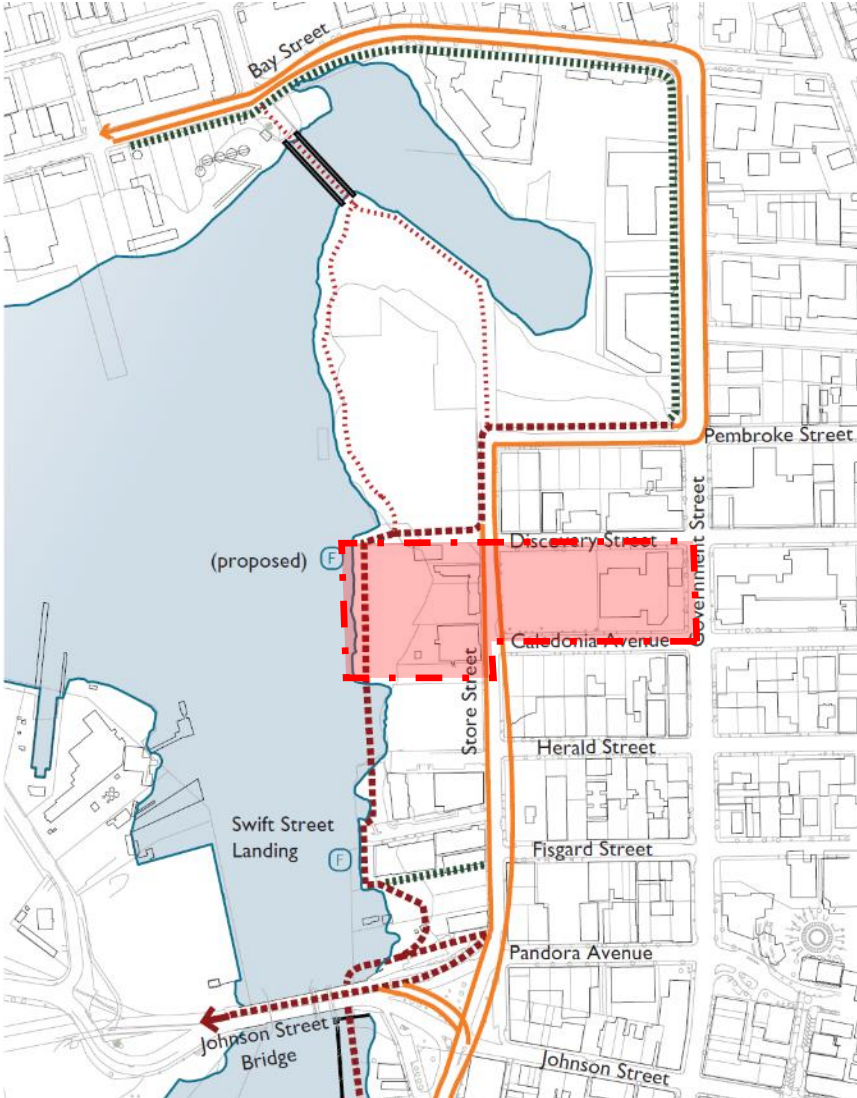 Bay Street
Pembroke Street
Government Street
Discovery Street
(proposed) F
Caledonia Avenue
Store Street
Herald Street
Swift Street
Landing
F
Fisgard Street
Pandora Avenue
Johnson Street
Bridge
Johnson Street